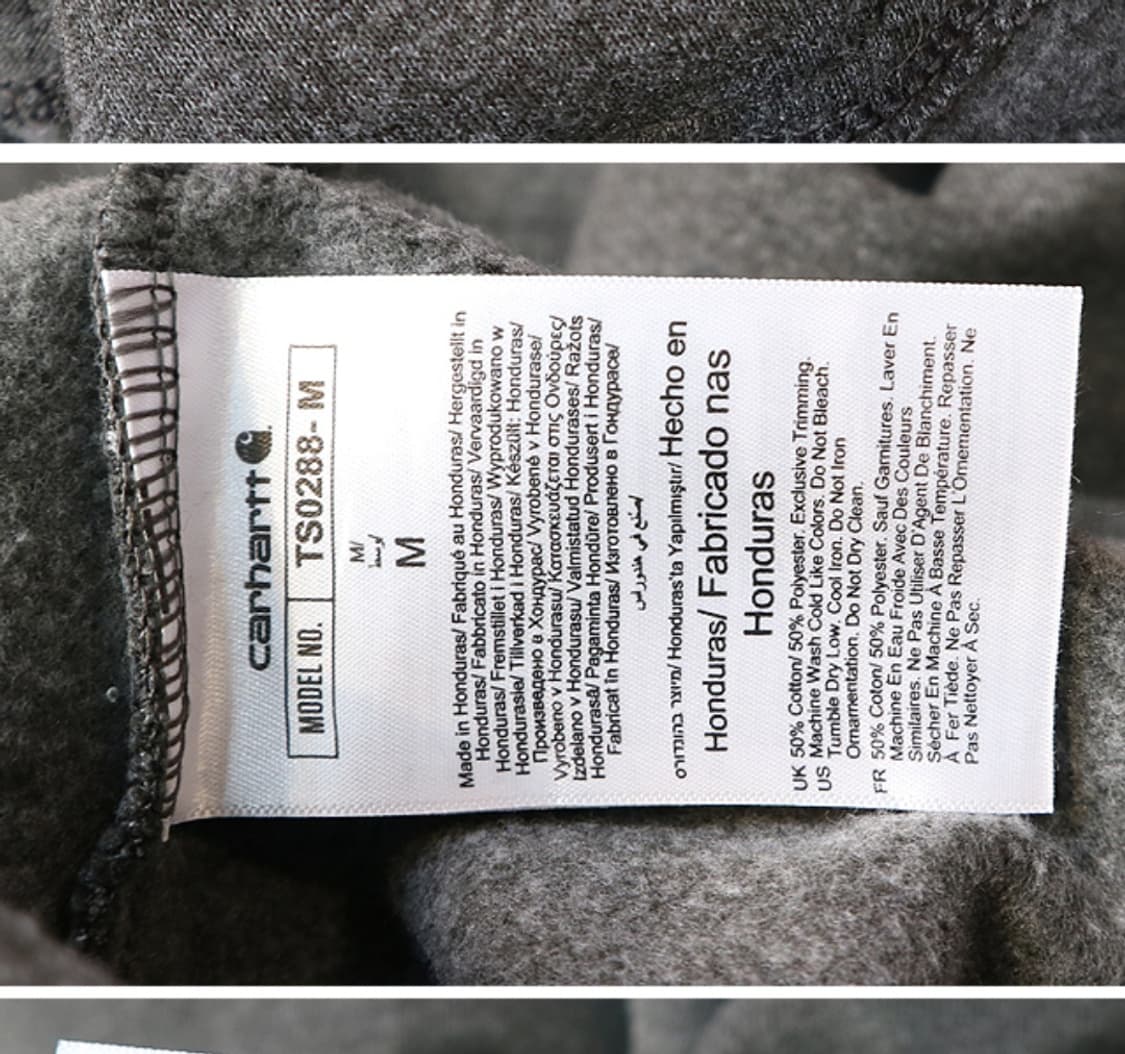 carhartt
MODEL NO. TS0288- M
M/
وسط/
M
Made in Honduras/ Fabriqué au Honduras/ Hergestellt in
Honduras/ Fabbricato in Honduras/ Vervaardigd in
Honduras/ Fremstillet i Honduras/ Wyprodukowano w
Hondurasie/ Tillverkad i Honduras/ Készült: Honduras/
Произведено в Хондурас/ Vyrobené v Hondurase/
Vyrobeno v Hondurasu/ Κατασκευάζεται στις Ονδούρες/
Izdelano v Hondurasu/ Valmistatud Hondurases/ Ražots
Hondurasā/ Pagaminta Hondūre/ Produsert i Honduras/
Fabricat în Honduras/ Изготовлено в Гондурасе/
صنع في هندوراس
מיוצר בהונדורס/ Honduras'ta Yapılmıştır/ Hecho en
Honduras/ Fabricado nas
Honduras
UK 50% Cotton/ 50% Polyester. Exclusive Trimming.
US Machine Wash Cold Like Colors. Do Not Bleach.
Tumble Dry Low. Cool Iron. Do Not Iron
Ornamentation. Do Not Dry Clean.
FR 50% Coton/ 50% Polyester. Sauf Garnitures. Laver En
Machine En Eau Froide Avec Des Couleurs
Similaires. Ne Pas Utiliser D'Agent De Blanchiment.
Sécher En Machine À Basse Température. Repasser
À Fer Tiède. Ne Pas Repasser L'Ornementation. Ne
Pas Nettoyer À Sec.